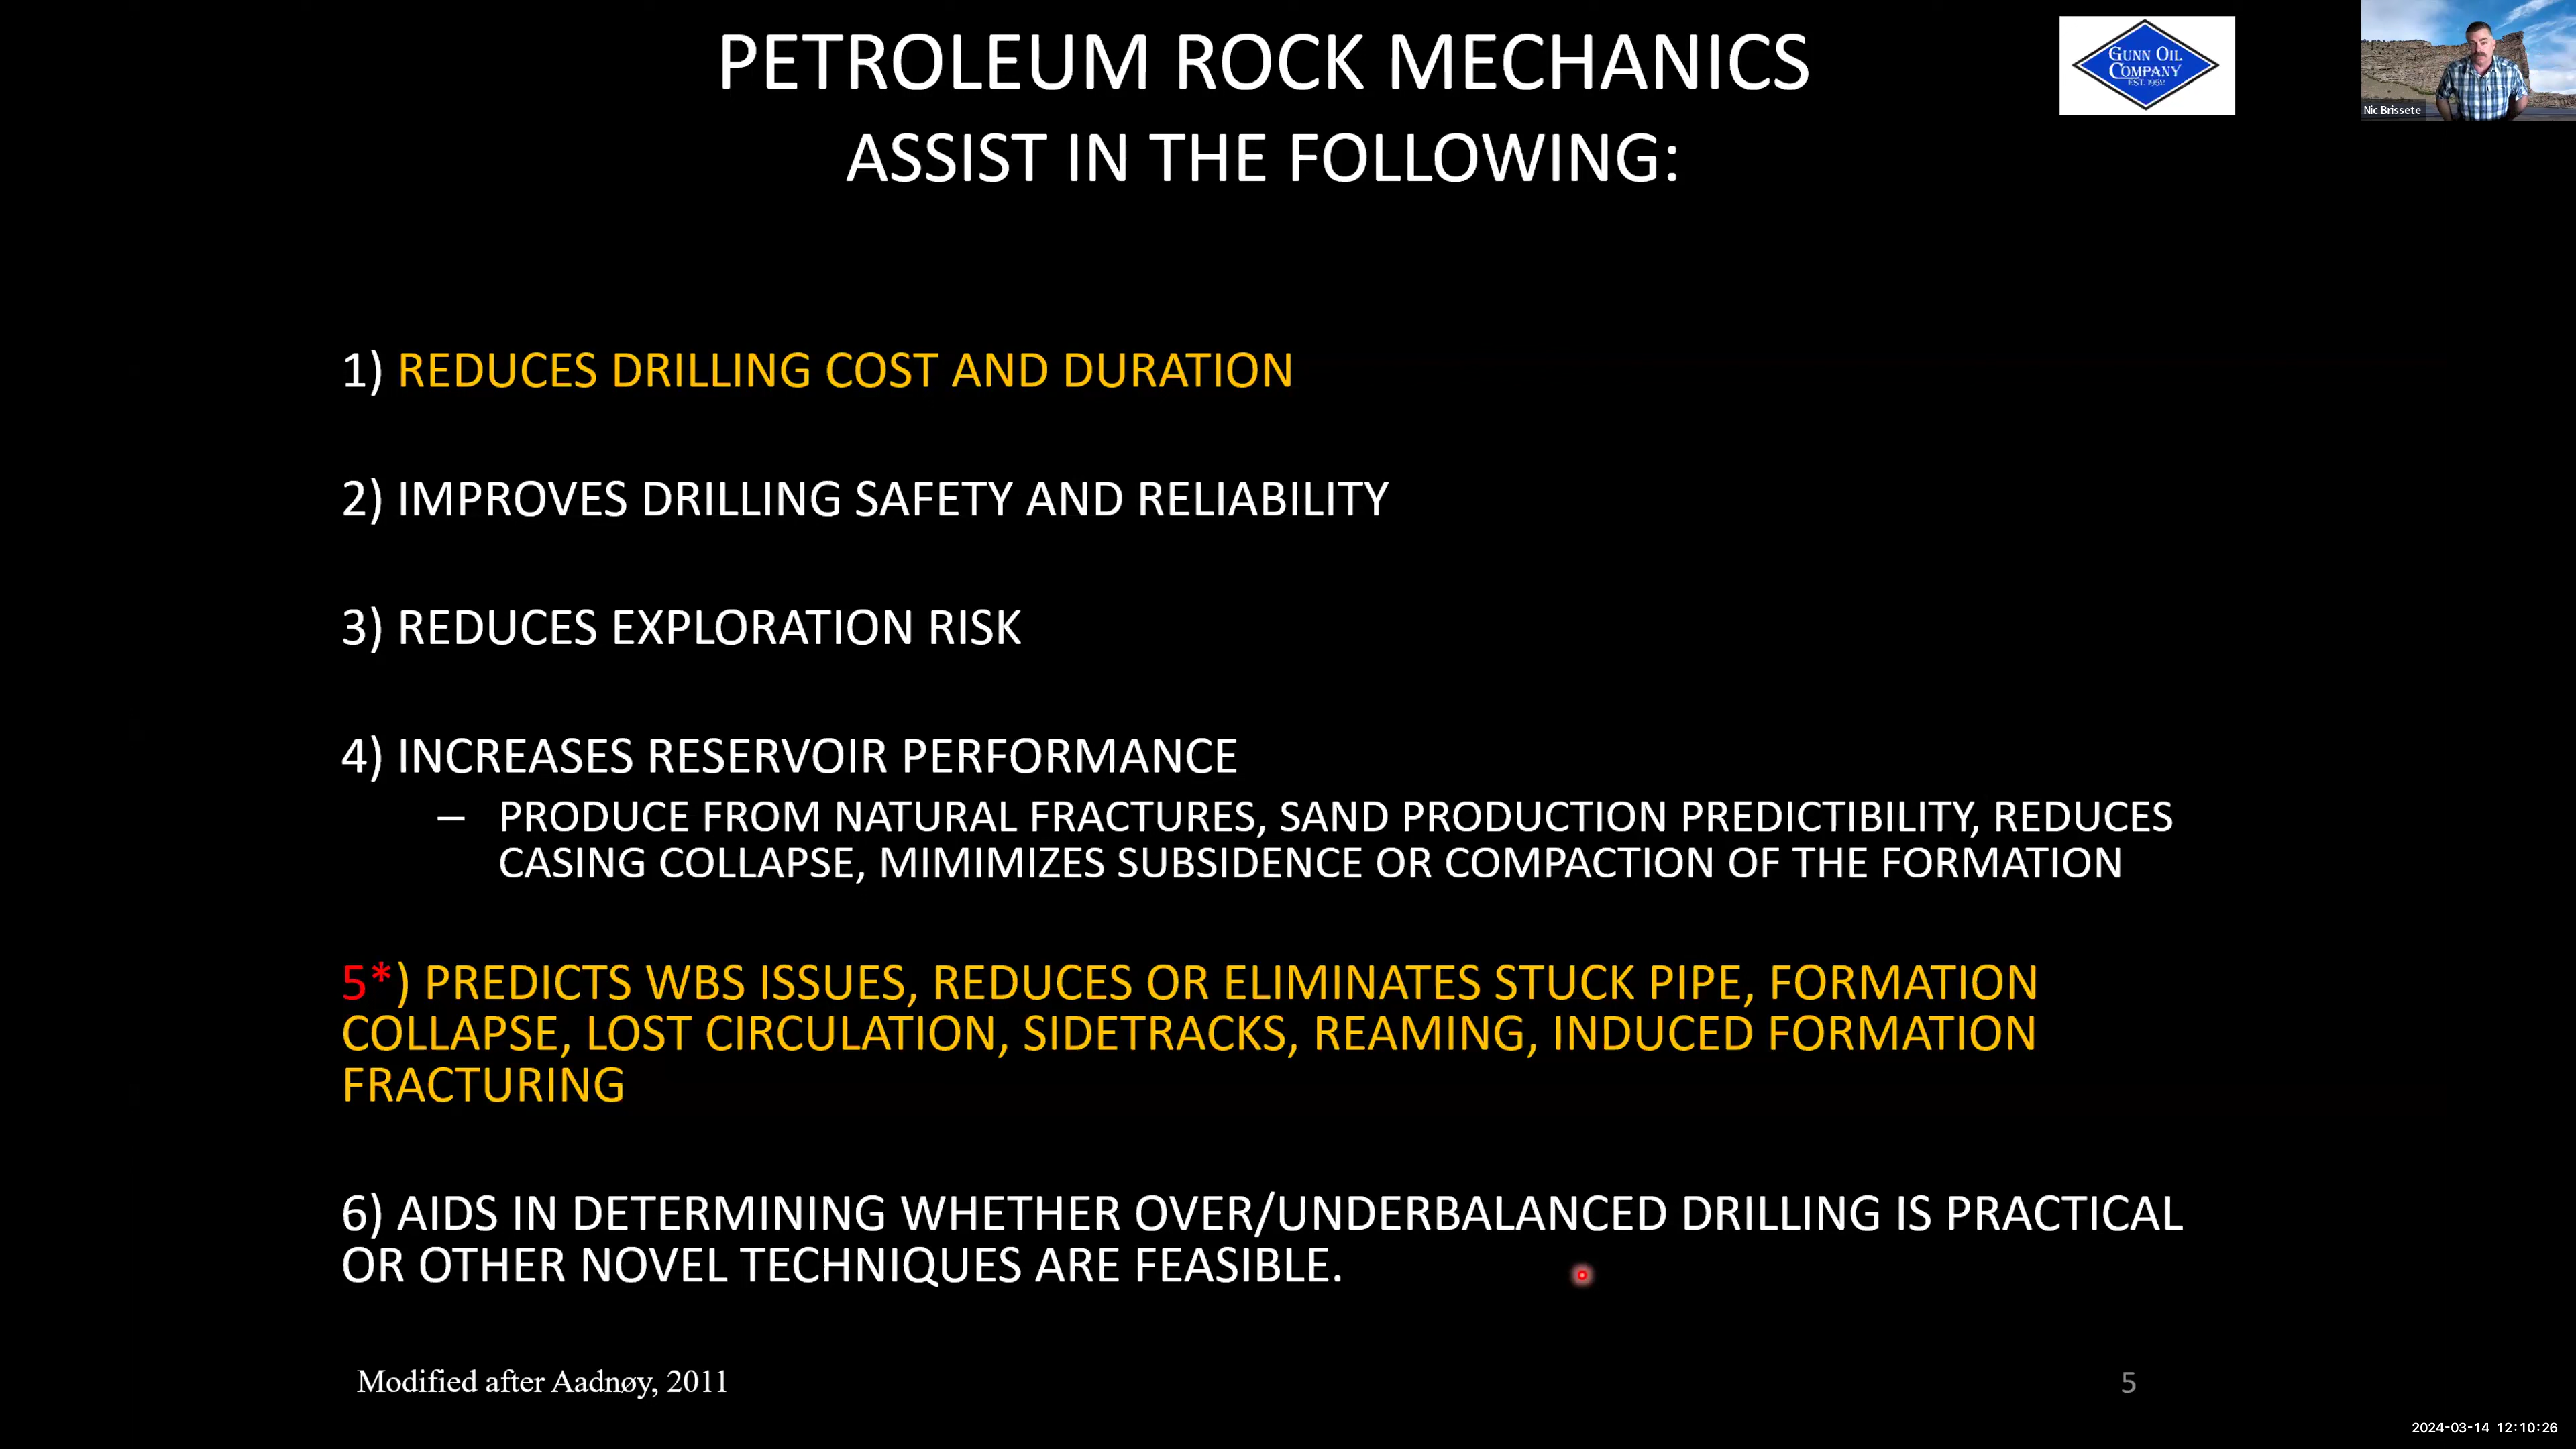 PETROLEUM ROCK MECHANICS
ASSIST IN THE FOLLOWING:
GUNN OIL
COMPANY
EST. 1952
Nic Brissete
1) REDUCES DRILLING COST AND DURATION
2) IMPROVES DRILLING SAFETY AND RELIABILITY
3) REDUCES EXPLORATION RISK
4) INCREASES RESERVOIR PERFORMANCE
– PRODUCE FROM NATURAL FRACTURES, SAND PRODUCTION PREDICTIBILITY, REDUCES
CASING COLLAPSE, MIMIMIZES SUBSIDENCE OR COMPACTION OF THE FORMATION
5*) PREDICTS WBS ISSUES, REDUCES OR ELIMINATES STUCK PIPE, FORMATION
COLLAPSE, LOST CIRCULATION, SIDETRACKS, REAMING, INDUCED FORMATION
FRACTURING
6) AIDS IN DETERMINING WHETHER OVER/UNDERBALANCED DRILLING IS PRACTICAL
OR OTHER NOVEL TECHNIQUES ARE FEASIBLE.
Modified after Aadnøy, 2011
5
2024-03-14 12:10:26